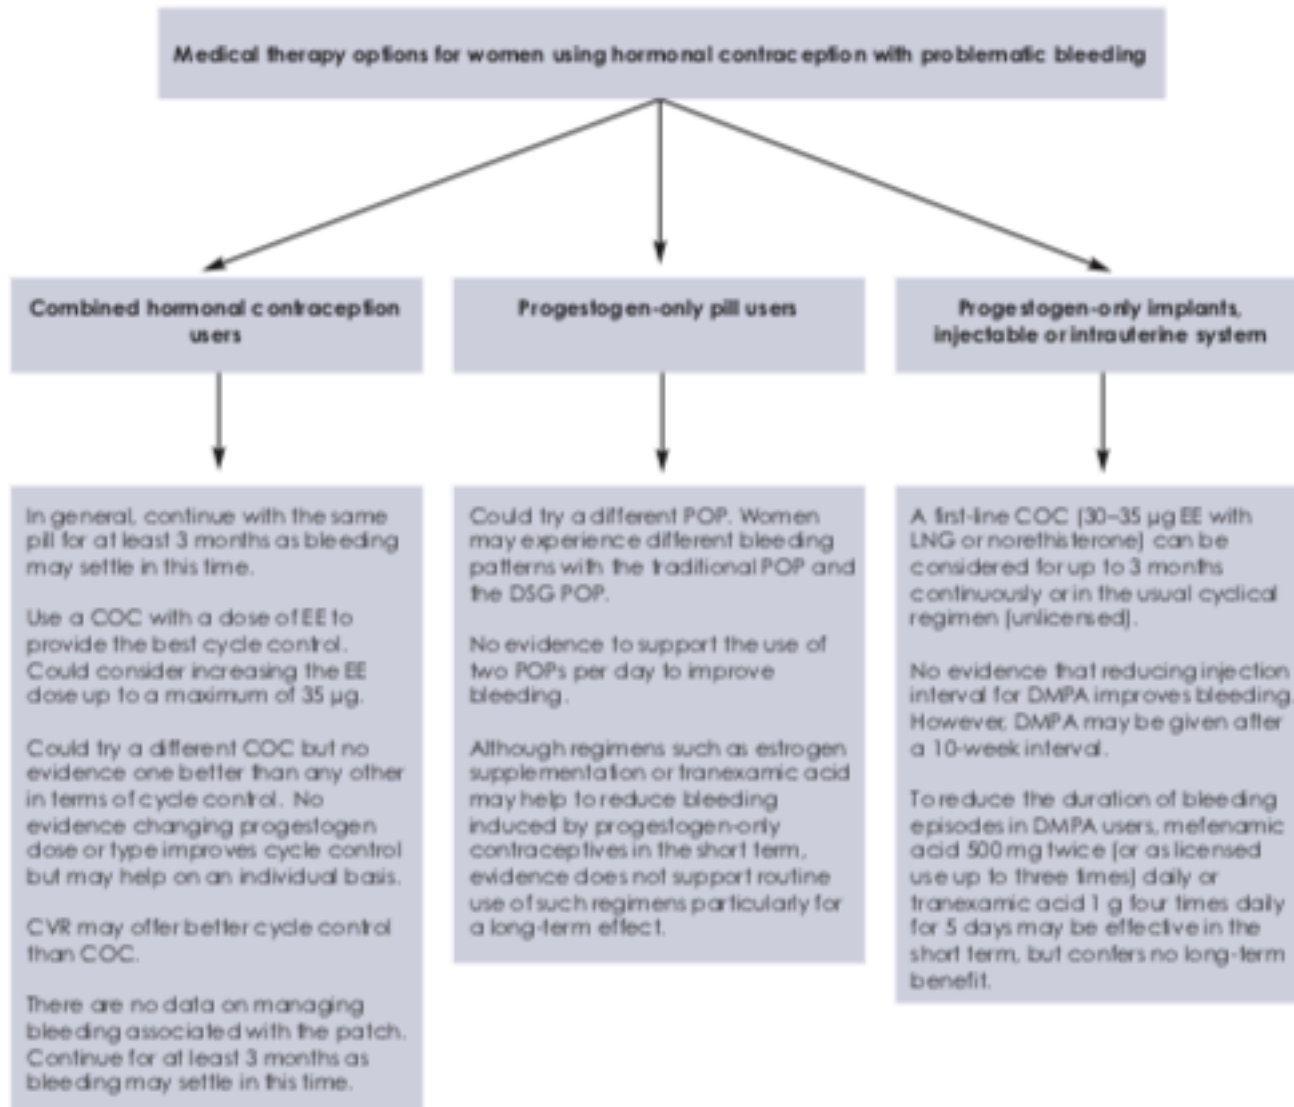 Medical therapy options for women using hormonal contraception with problematic bleeding
Combined hormonal contraception
users
In general, continue with the same
pill for at least 3 months as bleeding
may settle in this time.
Use a COC with a dose of EE to
provide the best cycle control.
Could consider increasing the EE
dose up to a maximum of 35 µg.
Could try a different COC but no
evidence one better than any other
in terms of cycle control. No
evidence changing progestogen
dose or type improves cycle control
but may help on an individual basis.
CVR may offer better cycle control
than COC.
There are no data on managing
bleeding associated with the patch.
Continue for at least 3 months as
bleeding may settle in this time.
Progestogen-only pill users
Could try a different POP. Women
may experience different bleeding
patterns with the traditional POP and
the DSG POP.
No evidence to support the use of
two POPs per day to improve
bleeding.
Although regimens such as estrogen
supplementation or tranexamic acid
may help to reduce bleeding
induced by progestogen-only
contraceptives in the short term,
evidence does not support routine
use of such regimens particularly for
a long-term effect.
Progestogen-only implants,
injectable or intrauterine system
A first-line COC (30–35 µg EE with
LNG or norethisterone) can be
considered for up to 3 months
continuously or in the usual cyclical
regimen (unlicensed).
No evidence that reducing injection
interval for DMPA improves bleeding.
However, DMPA may be given after
a 10-week interval.
To reduce the duration of bleeding
episodes in DMPA users, mefenamic
acid 500 mg twice (or as licensed
use up to three times) daily or
tranexamic acid 1 g four times daily
for 5 days may be effective in the
short term, but confers no long-term
benefit.